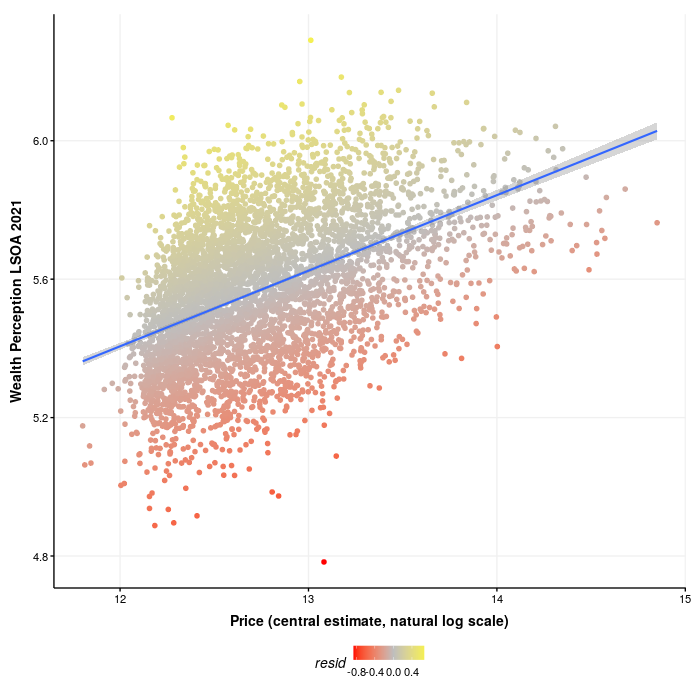 Wealth Perception LSOA 2021
6.0
5.6
5.2
4.8
12 13 14 15
Price (central estimate, natural log scale)
resid
-0.8 -0.4 0.0 0.4